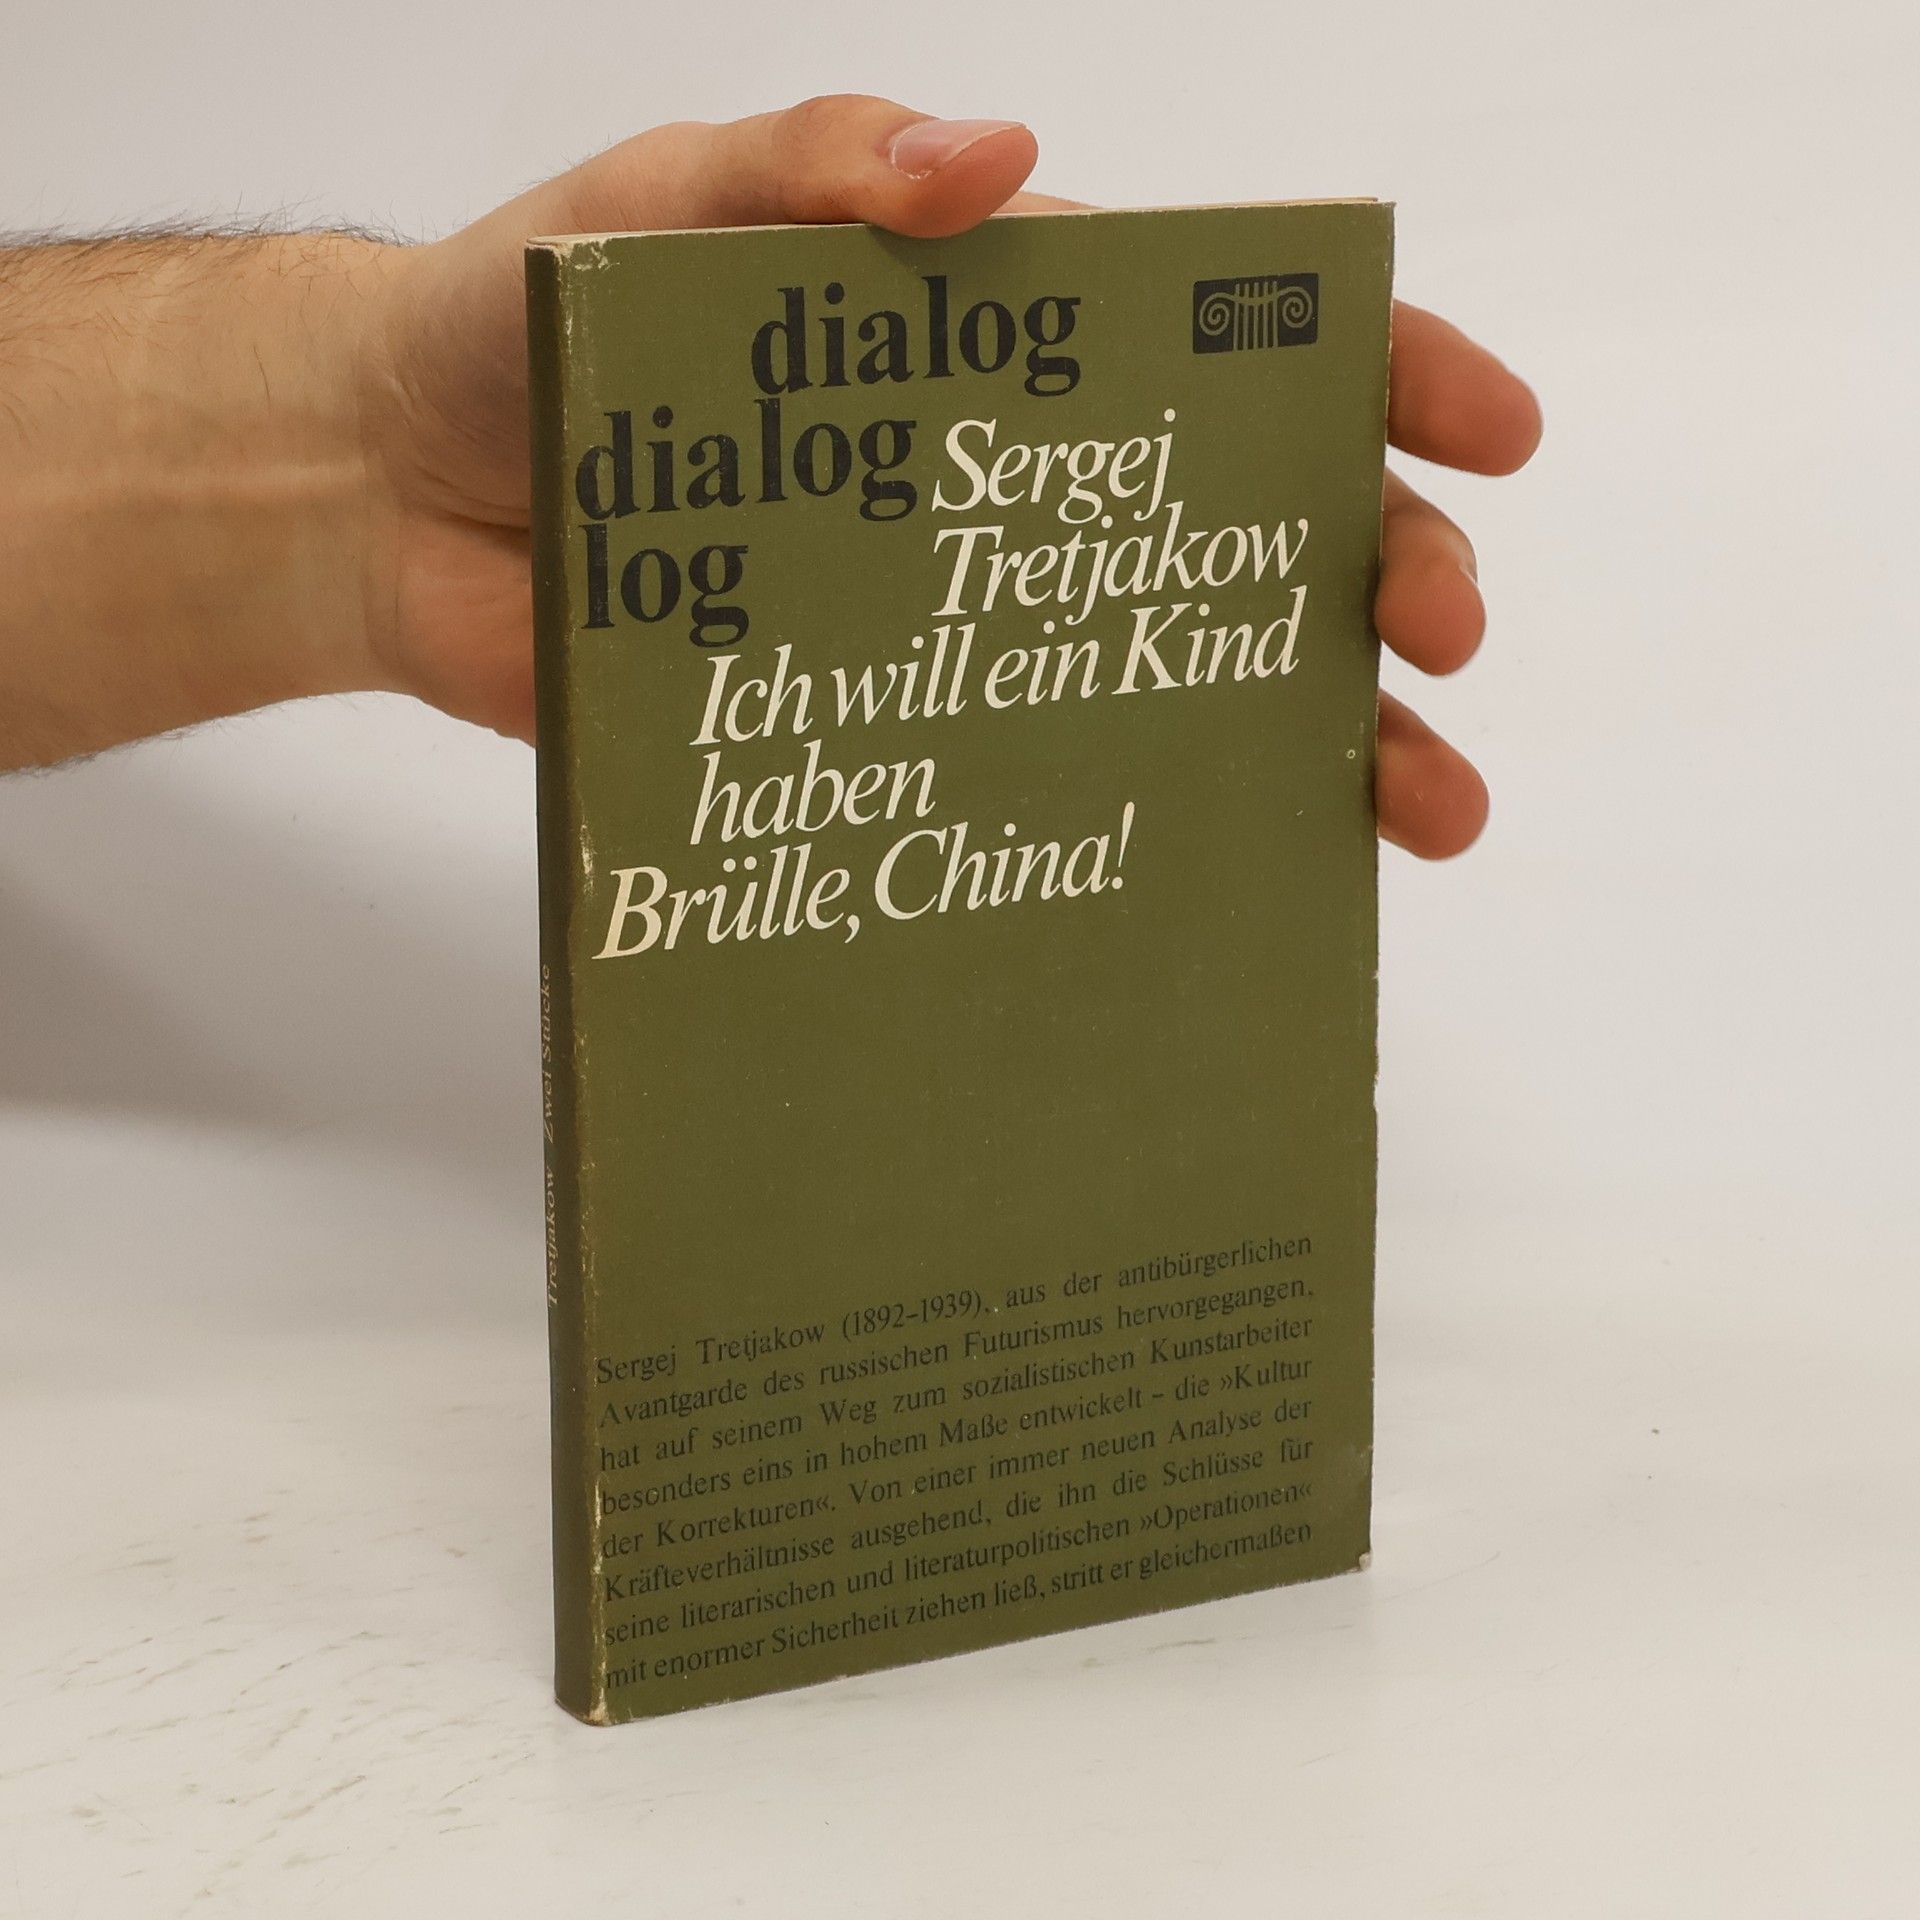 dialog
dialog
log
Sergej
Tretjakow
Ich will ein Kind
haben
Brülle, China!
Sergej Tretjakow (1892–1939), aus der antibürgerlichen
Avantgarde des russischen Futurismus hervorgegangen,
hat auf seinem Weg zum sozialistischen Kunstarbeiter
besonders eins in hohem Maße entwickelt – die »Kultur
der Korrekturen«. Von einer immer neuen Analyse der
Kräfteverhältnisse ausgehend, die ihn die Schlüsse für
seine literarischen und literaturpolitischen »Operationen«
mit enormer Sicherheit ziehen ließ, stritt er gleichermaßen
Tretjakow Zwei Stücke